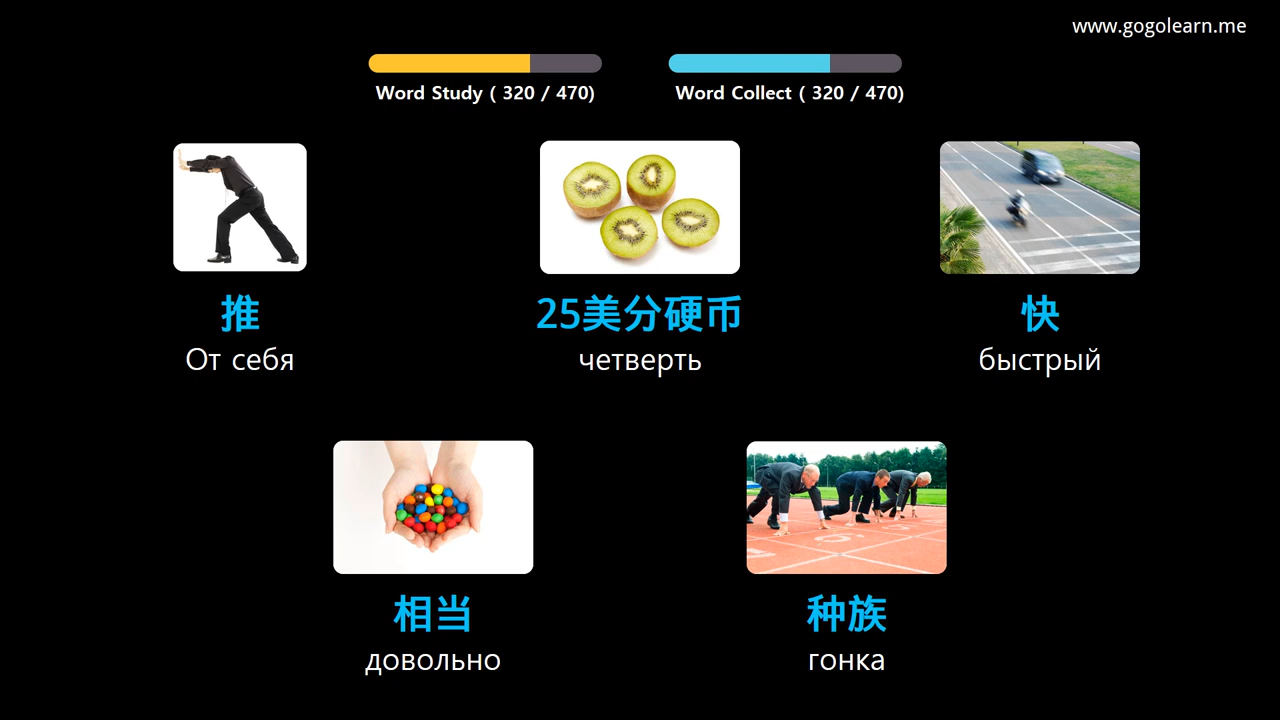 www.gogolearn.me
Word Study ( 320 / 470)
Word Collect ( 320 / 470)
推
От себя
25美分硬币
четверть
快
быстрый
相当
довольно
种族
гонка